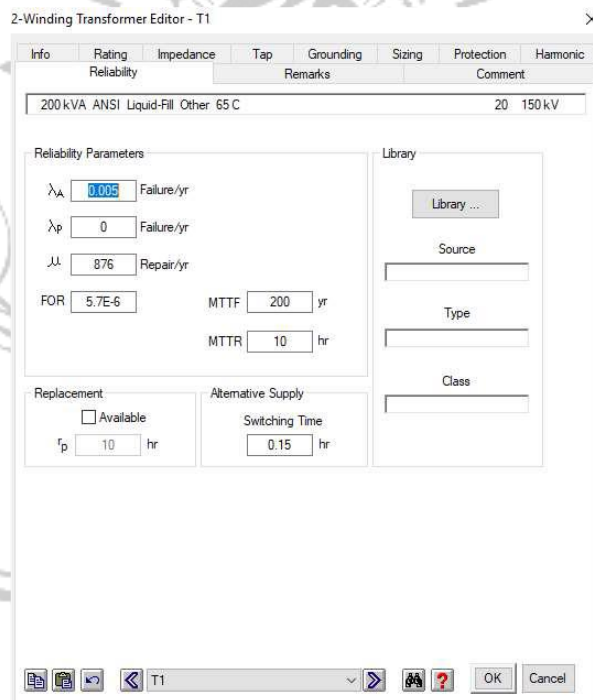 2-Winding Transformer Editor - T1
Info Rating Impedance Tap Grounding Sizing Protection Harmonic
Reliability Remarks Comment
200 kVA ANSI Liquid-Fill Other 65 C 20 150 kV
Reliability Parameters
λA 0.005 Failure/yr
λP 0 Failure/yr
μ 876 Repair/yr
FOR 5.7E-6 MTTF 200 yr
MTTR 10 hr
Replacement
Available
rp 10 hr
Alternative Supply
Switching Time
0.15 hr
Library
Library ...
Source
Type
Class
T1
?
OK Cancel